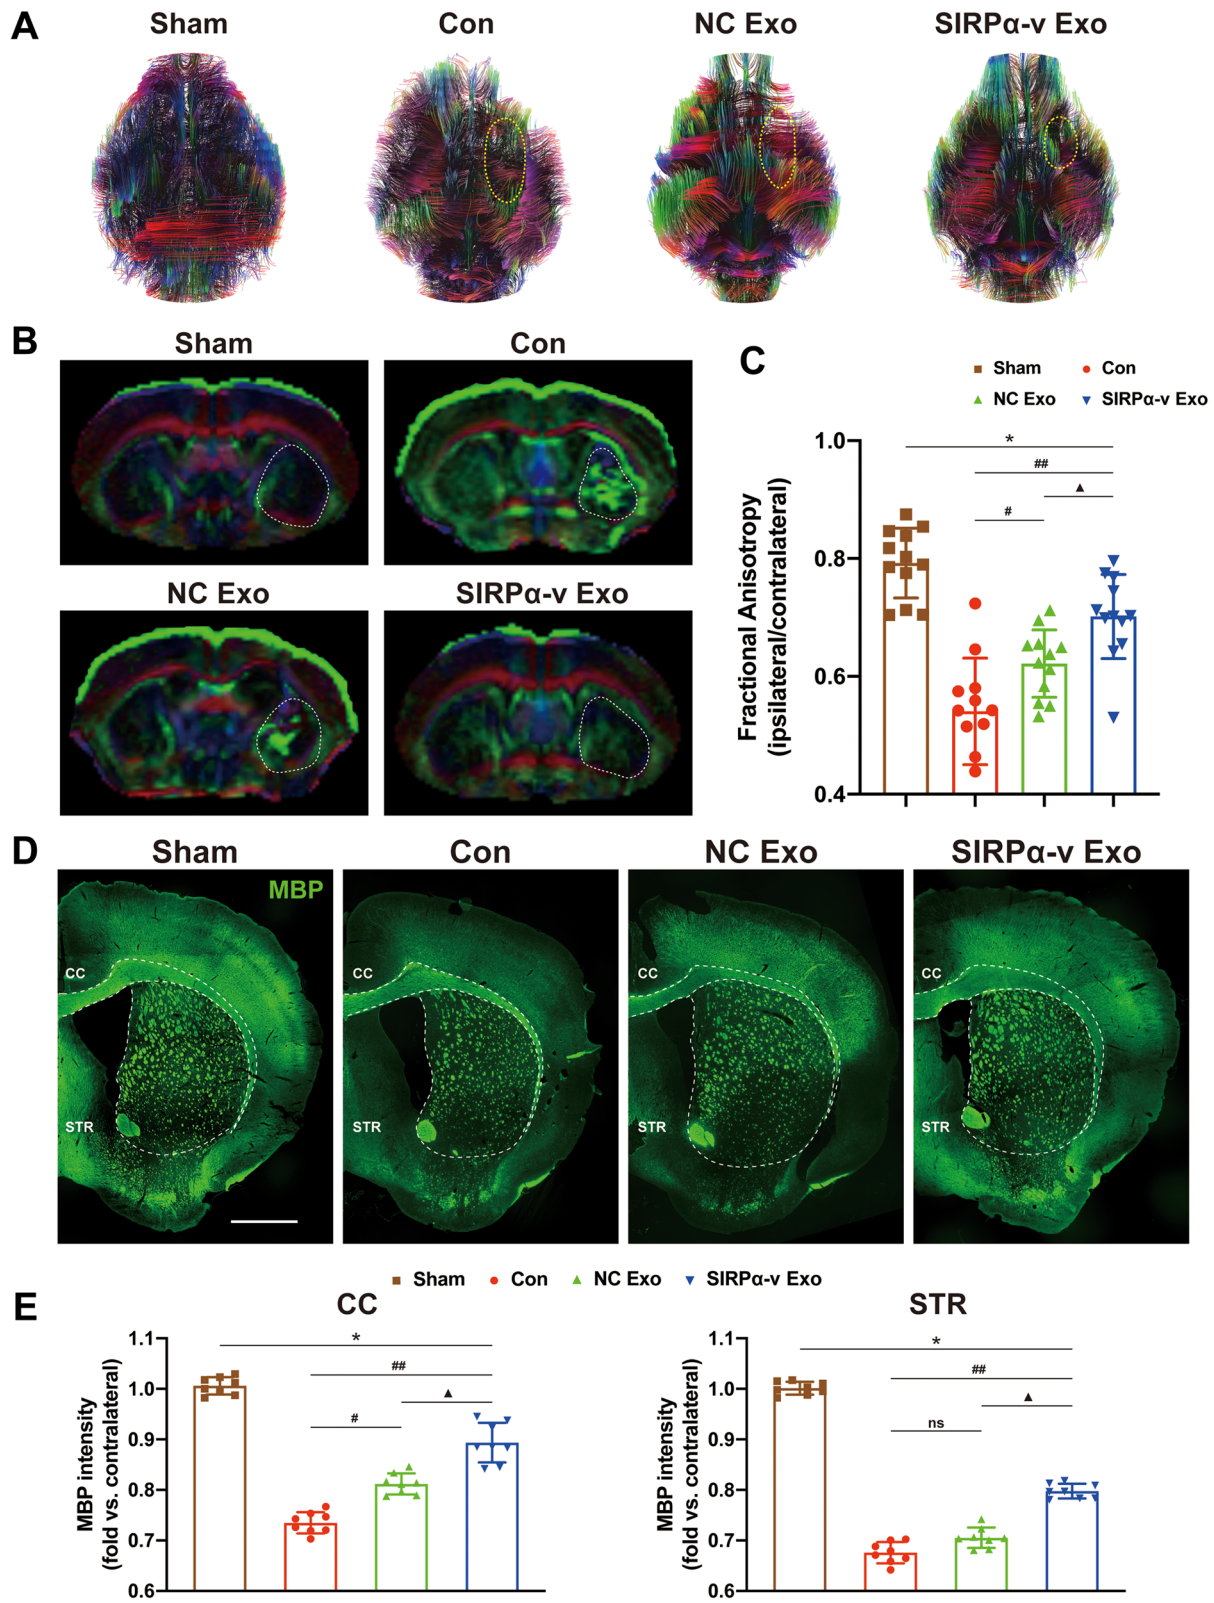 A
Sham
Con
NC Exo
SIRPα-v Exo
B
Sham
Con
NC Exo
SIRPα-v Exo
C
Sham
Con
NC Exo
SIRPα-v Exo
Fractional Anisotropy
(ipsilateral/contralateral)
1.0
0.8
0.6
0.4
*
##
▲
#
D
Sham
Con
NC Exo
SIRPα-v Exo
MBP
CC
STR
CC
STR
CC
STR
CC
STR
Sham
Con
NC Exo
SIRPα-v Exo
E
CC
MBP intensity
(fold vs. contralateral)
1.1
1.0
0.9
0.8
0.7
0.6
*
##
▲
#
STR
MBP intensity
(fold vs. contralateral)
1.1
1.0
0.9
0.8
0.7
0.6
*
##
▲
ns